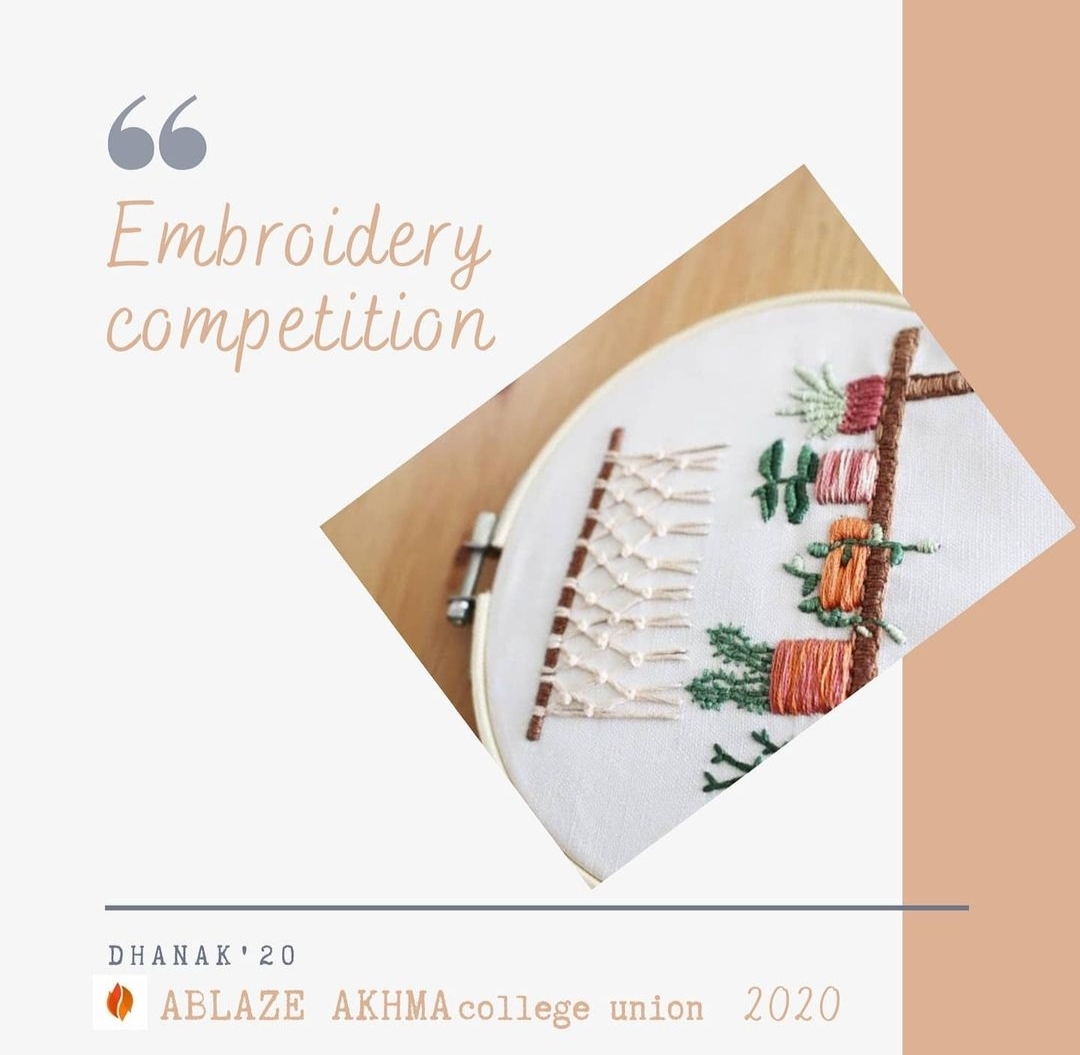 “
Embroidery
competition
DHANAK'20
ABLAZE AKHMA college union 2020